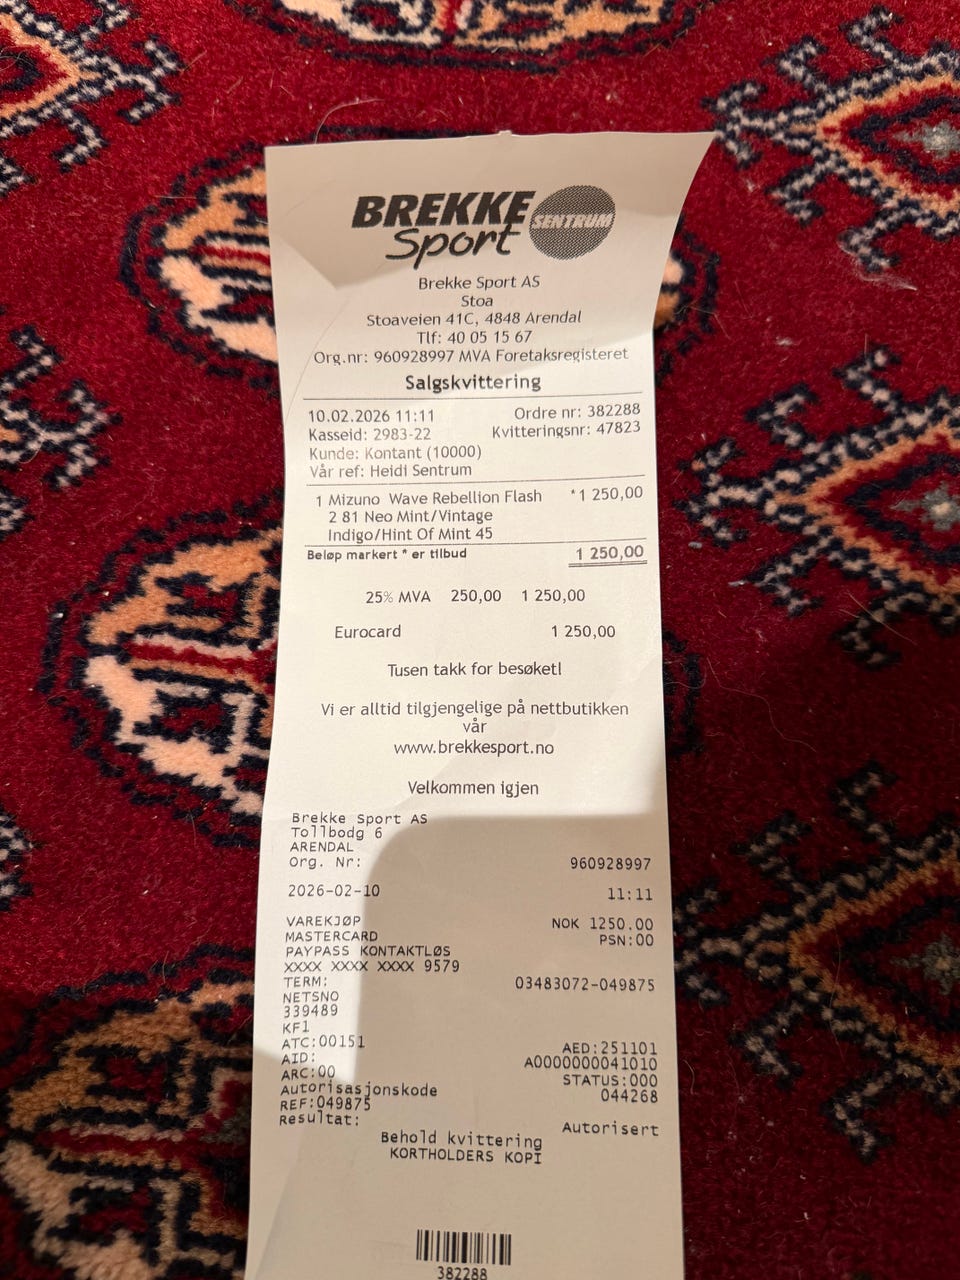 BREKKE SENTRUM
Sport
Brekke Sport AS
Stoa
Stoaveien 41C, 4848 Arendal
Tlf: 40 05 15 67
Org.nr: 960928997 MVA Foretaksregisteret
Salgskvittering
10.02.2026 11:11 Ordre nr: 382288
Kasseid: 2983-22 Kvitteringsnr: 47823
Kunde: Kontant (10000)
Vår ref: Heidi Sentrum
1 Mizuno Wave Rebellion Flash *1 250,00
2 81 Neo Mint/Vintage
Indigo/Hint Of Mint 45
Beløp markert * er tilbud 1 250,00
25% MVA 250,00 1 250,00
Eurocard 1 250,00
Tusen takk for besøket!
Vi er alltid tilgjengelige på nettbutikken
vår
www.brekkesport.no
Velkommen igjen
Brekke Sport AS
Tollbodg 6
ARENDAL
Org. Nr: 960928997
2026-02-10 11:11
VAREKJØP NOK 1250.00
MASTERCARD PSN:00
PAYPASS KONTAKTLØS
XXXX XXXX XXXX 9579
TERM: 03483072-049875
NETSNO
339489
KF1
ATC:00151 AED:251101
AID: A0000000041010
ARC:00 STATUS:000
Autorisasjonskode 044268
REF:049875
Resultat: Autorisert
Behold kvittering
KORTHOLDERS KOPI
382288